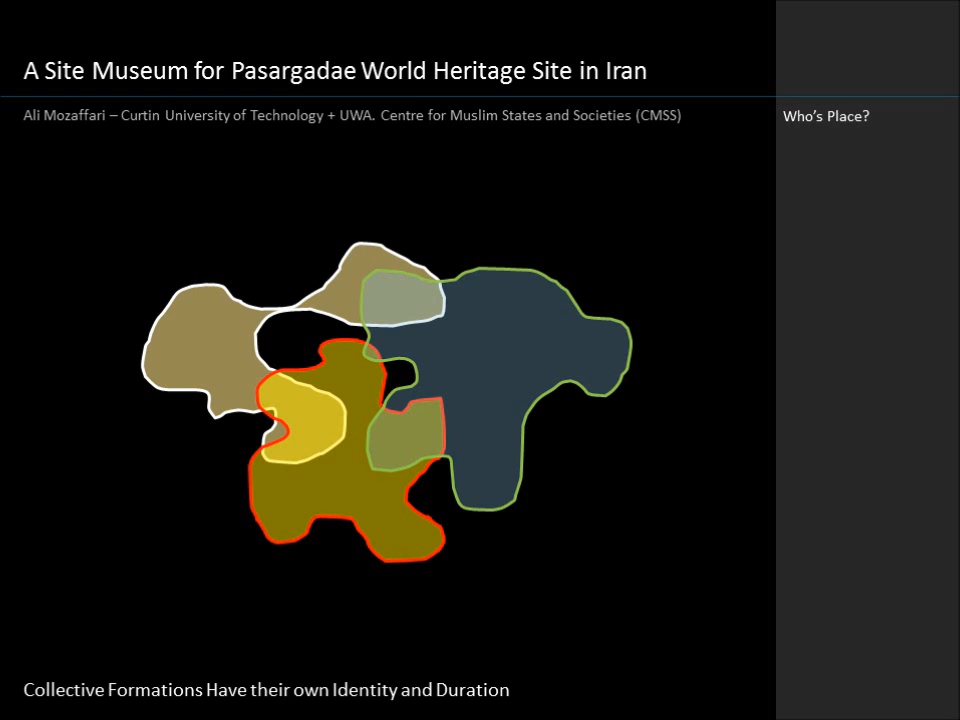 A Site Museum for Pasargadae World Heritage Site in Iran
Ali Mozaffari – Curtin University of Technology + UWA. Centre for Muslim States and Societies (CMSS)
Who's Place?
Collective Formations Have their own Identity and Duration